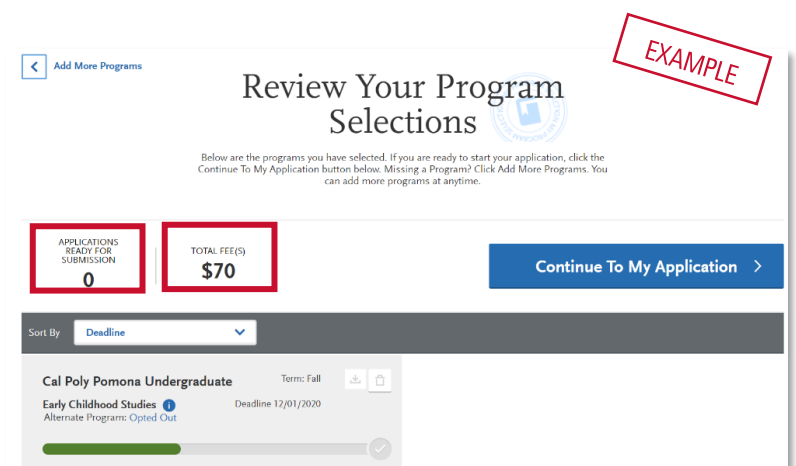 EXAMPLE
Add More Programs
Review Your Program
Selections
Below are the programs you have selected. If you are ready to start your application, click the
Continue To My Application button below. Missing a Program? Click Add More Programs. You
can add more programs at anytime.
APPLICATIONS
READY FOR
SUBMISSION
0
TOTAL FEE(S)
$70
Continue To My Application
Sort By Deadline
Cal Poly Pomona Undergraduate Term: Fall
Early Childhood Studies Deadline 12/01/2020
Alternate Program: Opted Out